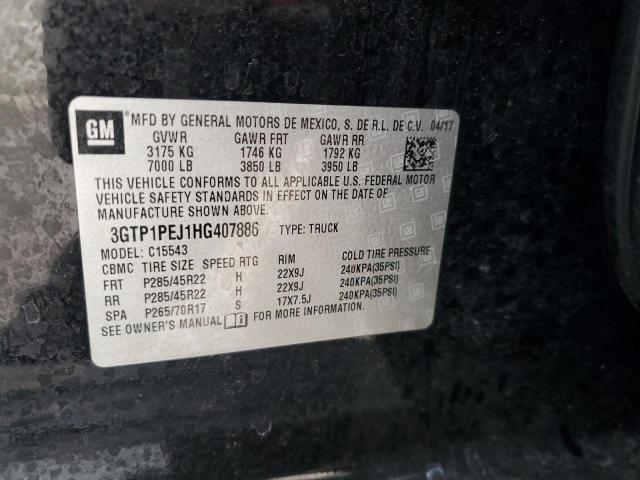 GM
MFD BY GENERAL MOTORS DE MEXICO, S. DE R.L. DE C.V. 04/17
GVWR GAWR FRT GAWR RR
3175 KG 1746 KG 1792 KG
7000 LB 3850 LB 3950 LB
THIS VEHICLE CONFORMS TO ALL APPLICABLE U.S. FEDERAL MOTOR
VEHICLE SAFETY STANDARDS IN EFFECT ON THE DATE OF
MANUFACTURE SHOWN ABOVE.
3GTP1PEJ1HG407886 TYPE: TRUCK
MODEL: C15543
CBMC TIRE SIZE SPEED RTG RIM COLD TIRE PRESSURE
FRT P285/45R22 H 22X9J 240KPA(35PSI)
RR P285/45R22 H 22X9J 240KPA(35PSI)
SPA P265/70R17 S 17X7.5J 240KPA(35PSI)
SEE OWNER'S MANUAL